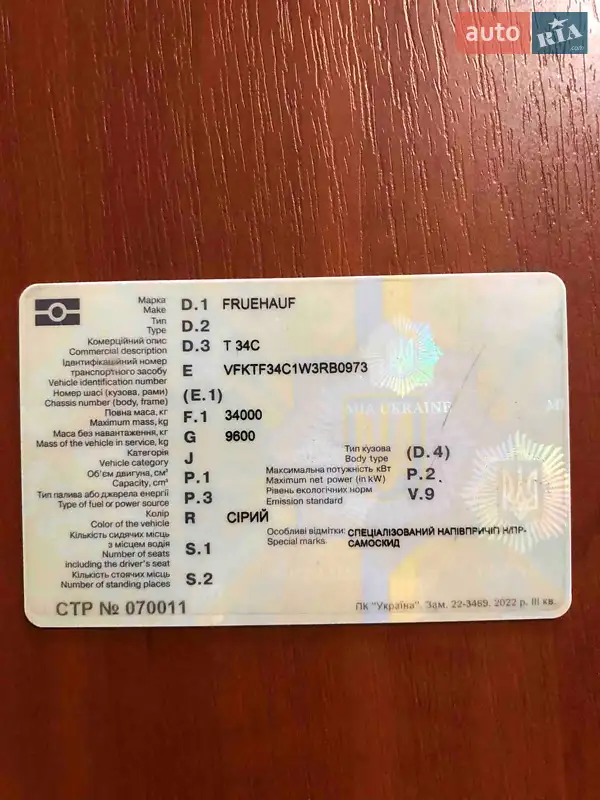 auto RIA .com
Марка D.1 FRUEHAUF
Make
Тип D.2
Type
Комерційний опис D.3 T 34C
Commercial description
Ідентифікаційний номер
транспортного засобу E VFKTF34C1W3RB0973
Vehicle identification number
Номер шасі (кузова, рами) (E.1)
Chassis number (body, frame)
Повна маса, кг F.1 34000
Maximum mass, kg
Маса без навантаження, кг G 9600
Mass of the vehicle in service, kg
Категорія J
Vehicle category
Тип кузова (D.4)
Body type
Об'єм двигуна, см³ P.1
Capacity, cm³
Максимальна потужність кВт P.2
Maximum net power (in kW)
Тип палива або джерела енергії P.3
Type of fuel or power source
Рівень екологічних норм V.9
Emission standard
Колір R СІРИЙ
Color of the vehicle
Особливі відмітки: СПЕЦІАЛІЗОВАНИЙ НАПІВПРИЧІП Н/ПР-
Special marks САМОСКИД
Кількість сидячих місць
з місцем водія S.1
Number of seats
including the driver's seat
Кількість стоячих місць S.2
Number of standing places
MIA UKRAINE
СТР № 070011
ПК "Україна". Зам. 22-3469. 2022 р. III кв.